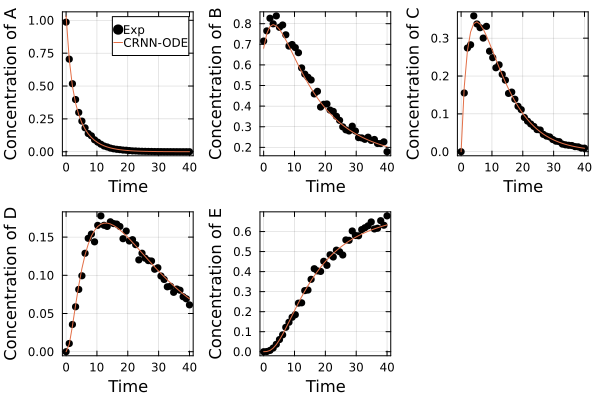 Concentration of A
1.00
0.75
0.50
0.25
0.00
0 10 20 30 40
Time
Exp
CRNN-ODE
Concentration of B
0.8
0.7
0.6
0.5
0.4
0.3
0.2
0 10 20 30 40
Time
Concentration of C
0.3
0.2
0.1
0.0
0 10 20 30 40
Time
Concentration of D
0.15
0.10
0.05
0.00
0 10 20 30 40
Time
Concentration of E
0.6
0.5
0.4
0.3
0.2
0.1
0.0
0 10 20 30 40
Time